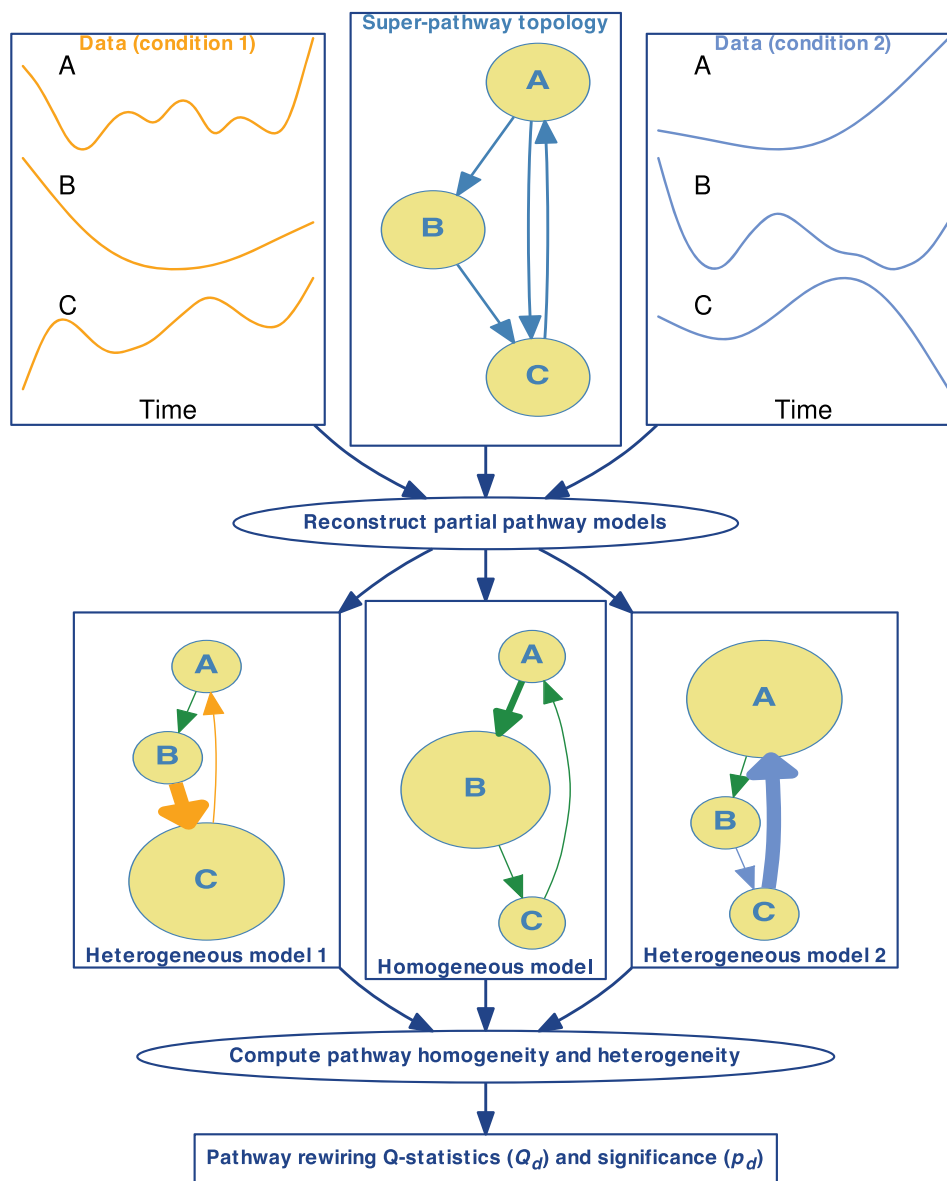 Super-pathway topology
Data (condition 1)
A
B
C
Time
A
B
C
Data (condition 2)
A
B
C
Time
Reconstruct partial pathway models
A
B
C
Heterogeneous model 1
A
B
C
Homogeneous model
A
B
C
Heterogeneous model 2
Compute pathway homogeneity and heterogeneity
Pathway rewiring Q-statistics (Qd) and significance (pd)